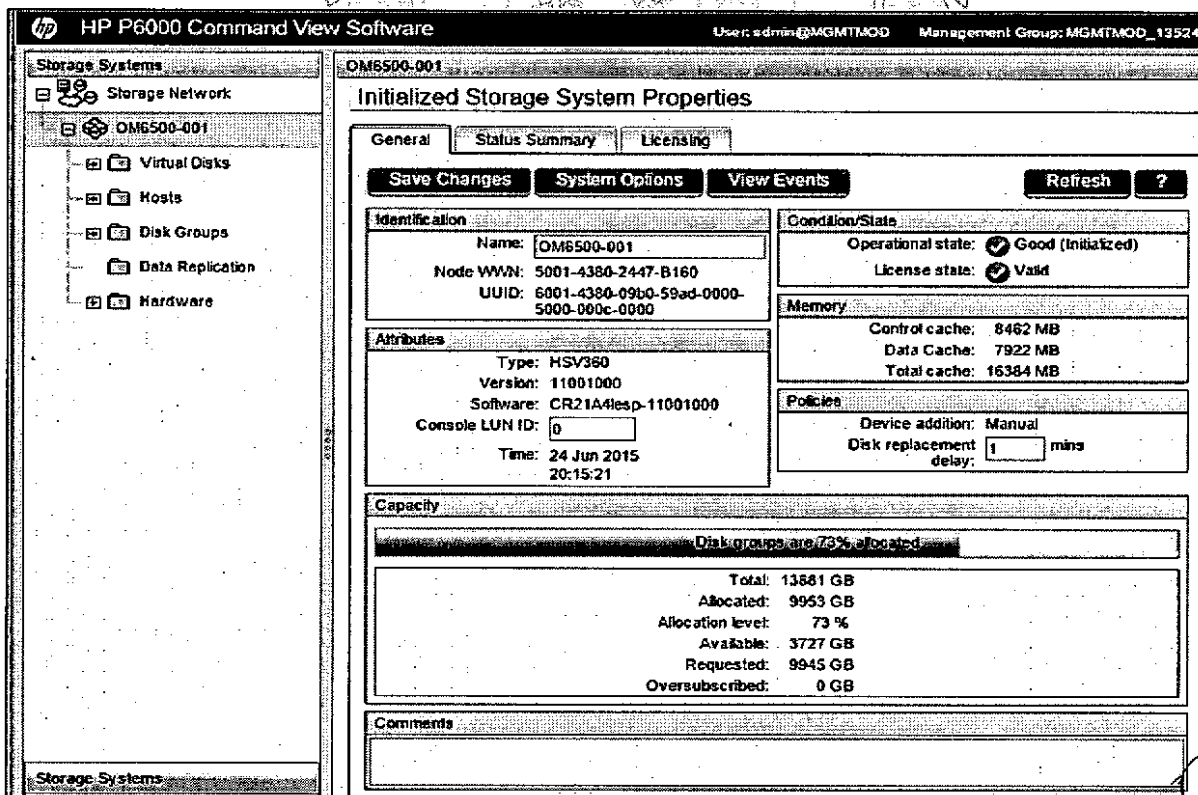 hp HP P6000 Command View Software User: admin@MGMTMOD Management Group: MGMTMOD_13524
Storage Systems
Storage Network
OM6500-001
Virtual Disks
Hosts
Disk Groups
Data Replication
Hardware
Storage Systems
OM6500-001
Initialized Storage System Properties
General Status Summary Licensing
Save Changes System Options View Events Refresh ?
Identification
Name: OM6500-001
Node WWN: 5001-4380-2447-B160
UUID: 6001-4380-09b0-59ad-0000-
5000-000c-0000
Attributes
Type: HSV360
Version: 11001000
Software: CR21A4lesp-11001000
Console LUN ID: 0
Time: 24 Jun 2015
20:15:21
Condition/State
Operational state: Good (Initialized)
License state: Valid
Memory
Control cache: 8462 MB
Data Cache: 7922 MB
Total cache: 16384 MB
Policies
Device addition: Manual
Disk replacement
delay: 1 mins
Capacity
Disk groups are 73% allocated
Total: 13681 GB
Allocated: 9953 GB
Allocation level: 73 %
Available: 3727 GB
Requested: 9945 GB
Oversubscribed: 0 GB
Comments